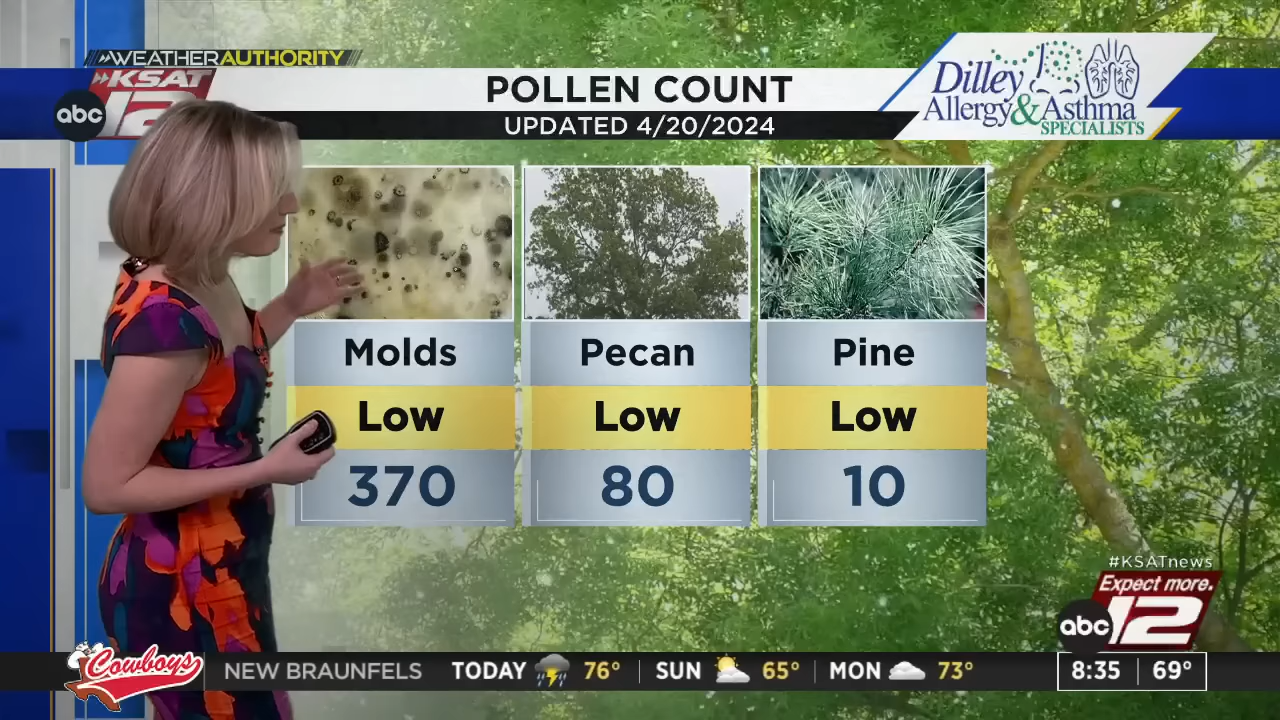 WEATHERAUTHORITY
KSAT
12
abc
POLLEN COUNT
UPDATED 4/20/2024
Dilley
Allergy&Asthma
SPECIALISTS
Molds
Low
370
Pecan
Low
80
Pine
Low
10
#KSATnews
Expect more.
abc 12
Cowboys
NEW BRAUNFELS TODAY 76° SUN 65° MON 73°
8:35 69°